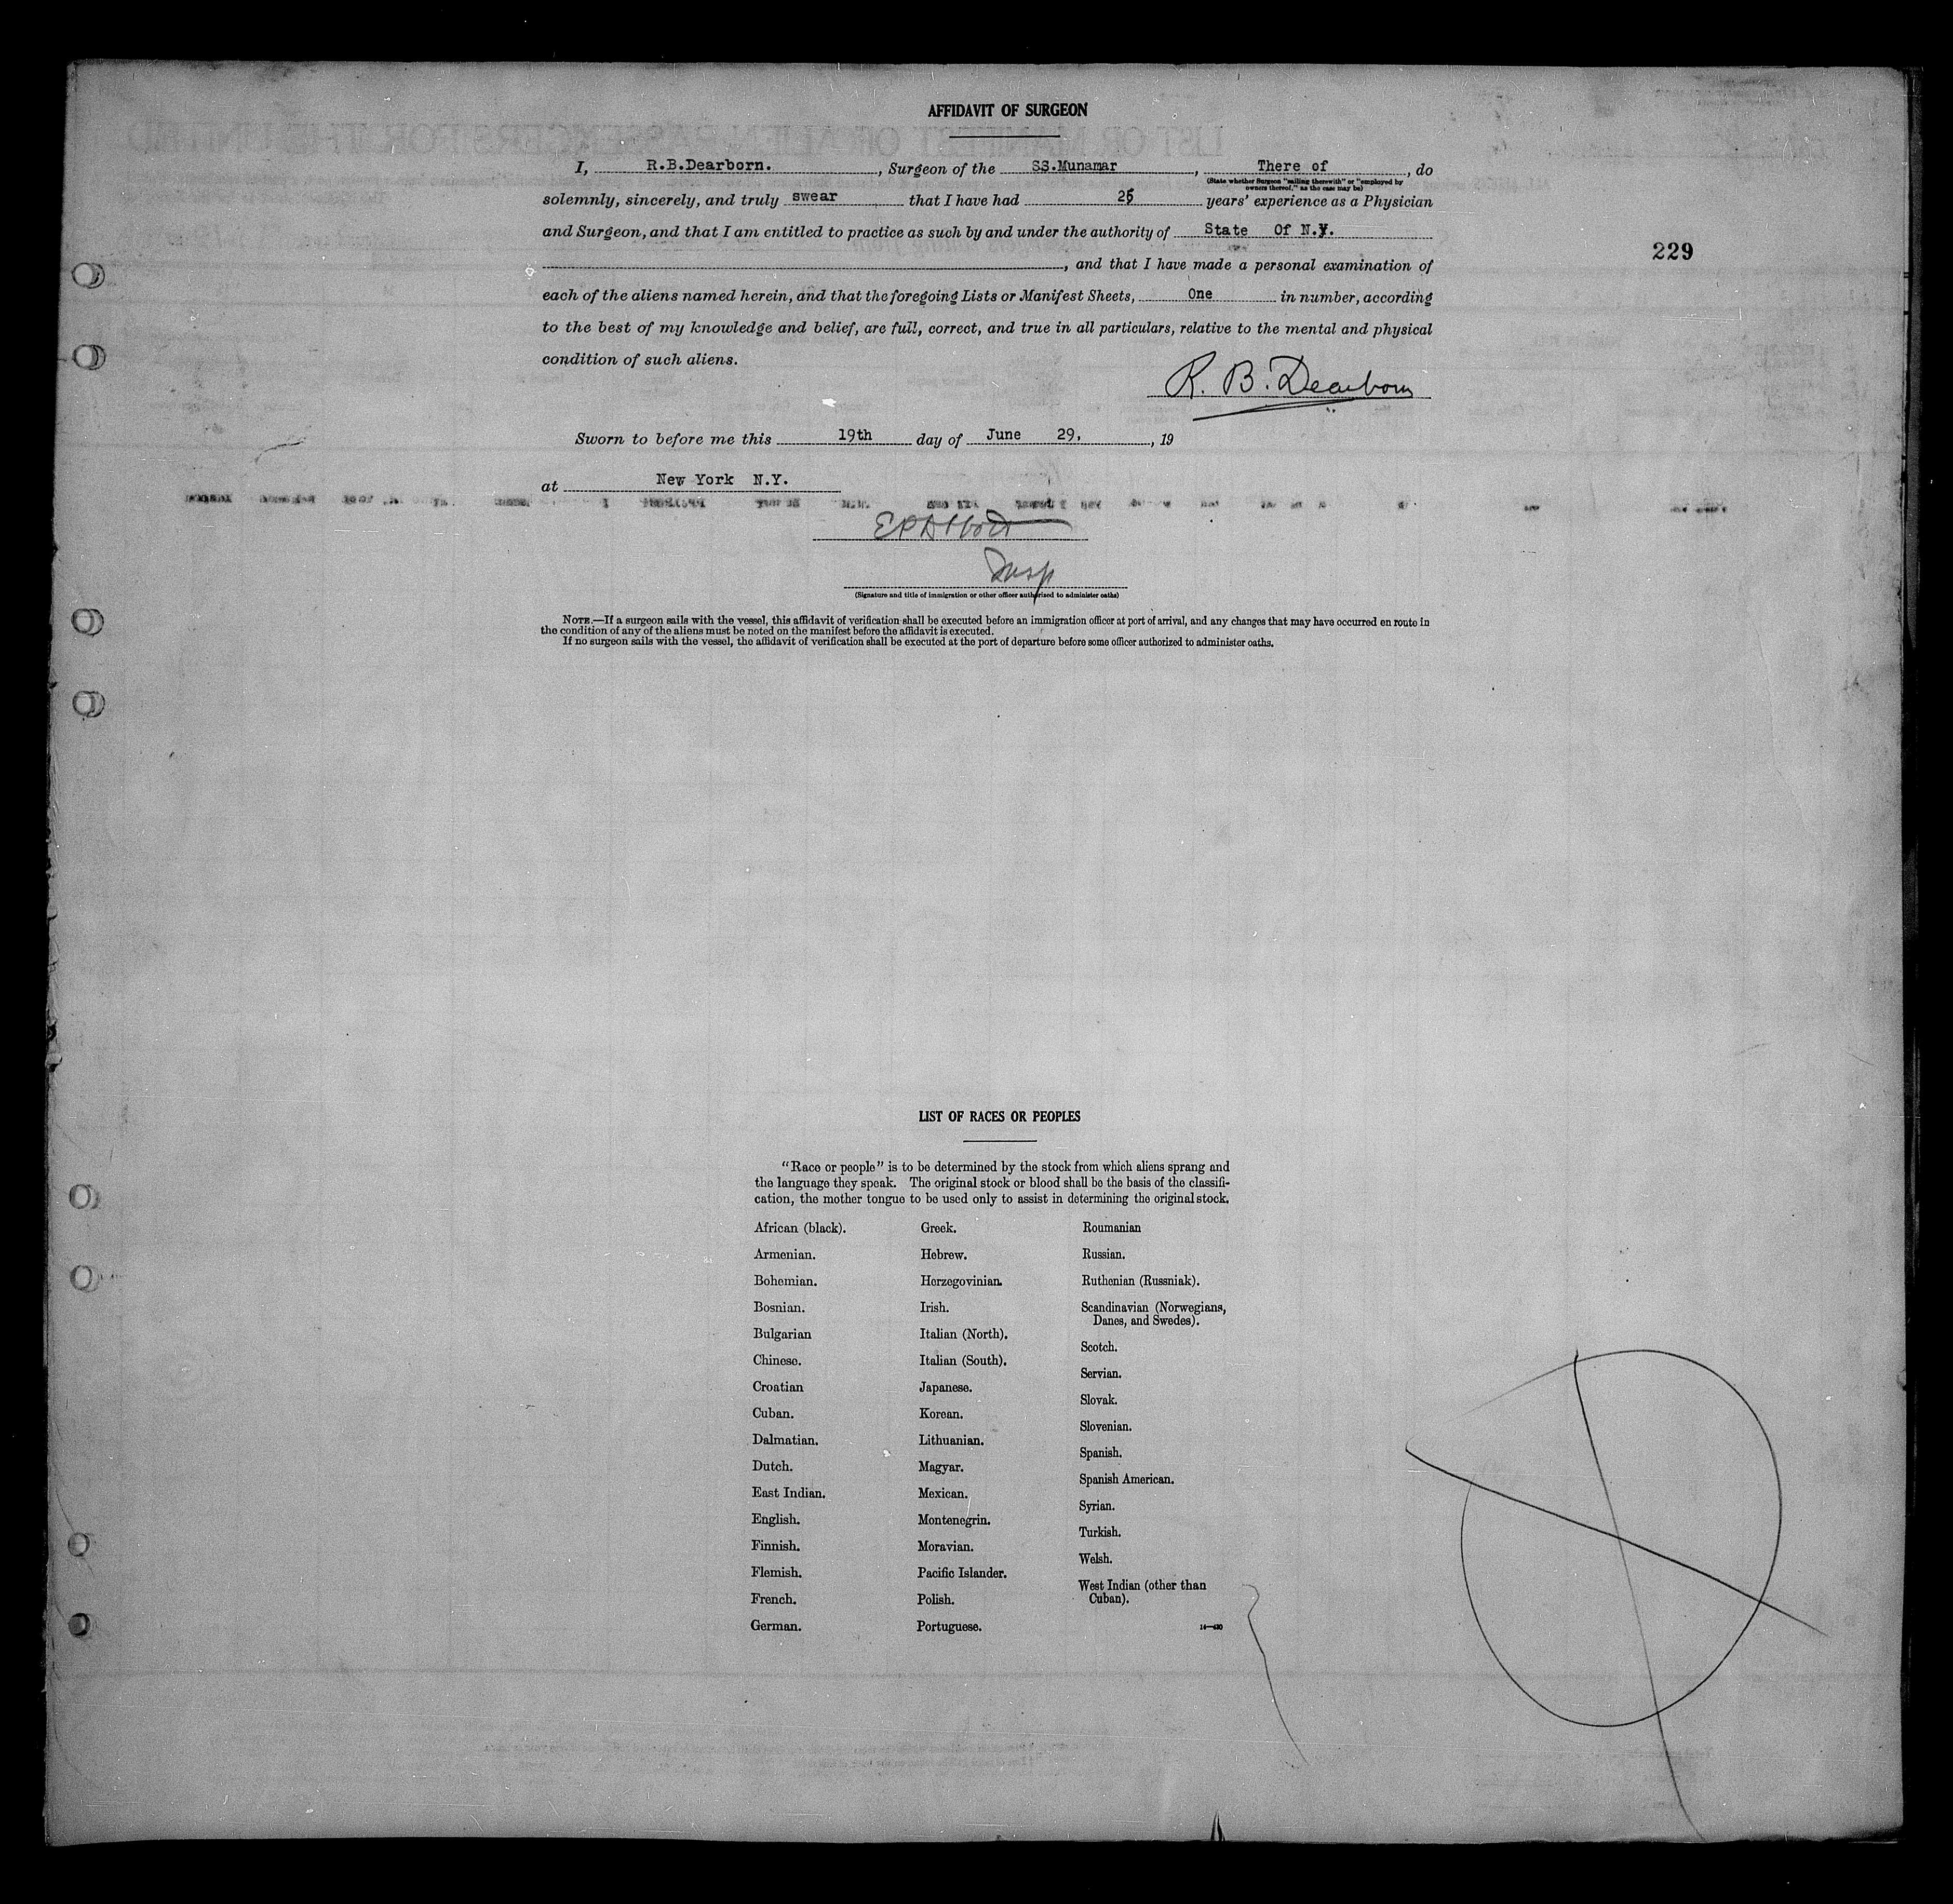 AFFIDAVIT OF SURGEON
I, R.B.Dearborn. , Surgeon of the SS.Munamar , There of , do
(State whether Surgeon "sailing therewith" or "employed by
owners thereof," as the case may be)
solemnly, sincerely, and truly swear that I have had 25 years' experience as a Physician
and Surgeon, and that I am entitled to practice as such by and under the authority of State Of N.Y.
, and that I have made a personal examination of
229
each of the aliens named herein, and that the foregoing Lists or Manifest Sheets, One in number, according
to the best of my knowledge and belief, are full, correct, and true in all particulars, relative to the mental and physical
condition of such aliens.
R. B. Dearborn
Sworn to before me this 19th day of June 29, , 19
at New York N.Y.
Insp
(Signature and title of immigration or other officer authorized to administer oaths)
NOTE.—If a surgeon sails with the vessel, this affidavit of verification shall be executed before an immigration officer at port of arrival, and any changes that may have occurred en route in
the condition of any of the aliens must be noted on the manifest before the affidavit is executed.
If no surgeon sails with the vessel, the affidavit of verification shall be executed at the port of departure before some officer authorized to administer oaths.
LIST OF RACES OR PEOPLES
"Race or people" is to be determined by the stock from which aliens sprang and
the language they speak. The original stock or blood shall be the basis of the classifi-
cation, the mother tongue to be used only to assist in determining the original stock.
African (black).
Armenian.
Bohemian.
Bosnian.
Bulgarian
Chinese.
Croatian
Cuban.
Dalmatian.
Dutch.
East Indian.
English.
Finnish.
Flemish.
French.
German.
Greek.
Hebrew.
Herzegovinian.
Irish.
Italian (North).
Italian (South).
Japanese.
Korean.
Lithuanian.
Magyar.
Mexican.
Montenegrin.
Moravian.
Pacific Islander.
Polish.
Portuguese.
Roumanian
Russian.
Ruthenian (Russniak).
Scandinavian (Norwegians,
Danes, and Swedes).
Scotch.
Servian.
Slovak.
Slovenian.
Spanish.
Spanish American.
Syrian.
Turkish.
Welsh.
West Indian (other than
Cuban).